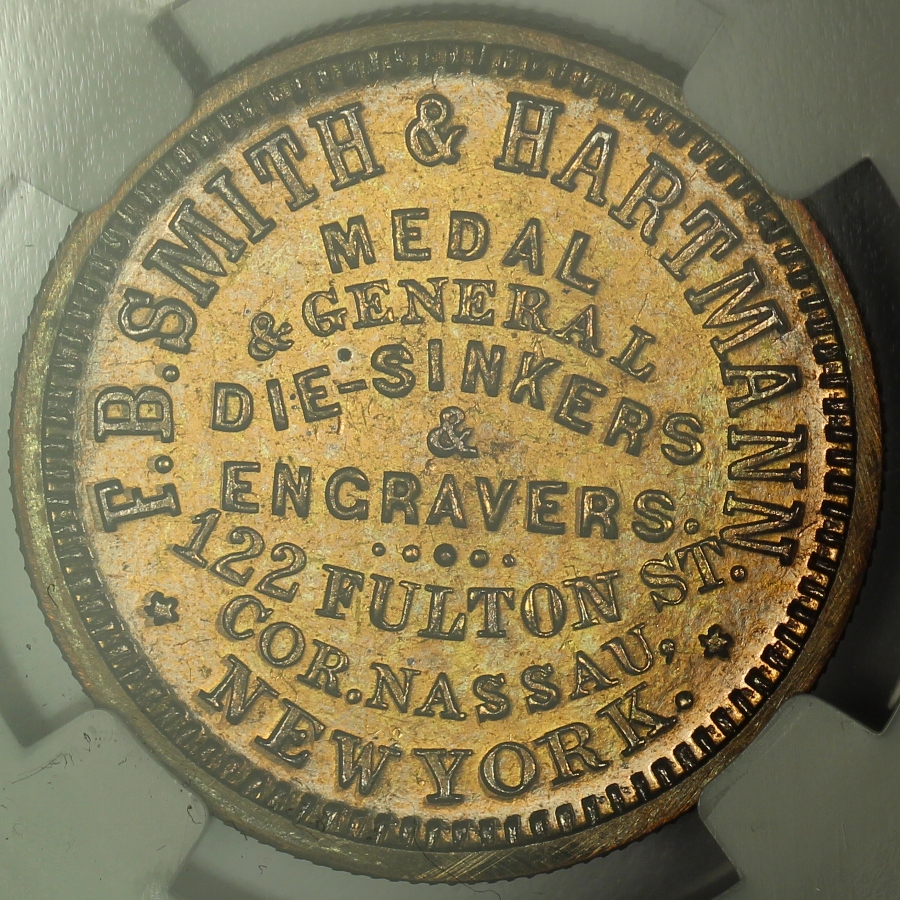 F.B.SMITH & HARTMANN.
MEDAL
& GENERAL
DIE-SINKERS
&
ENGRAVERS.
122 FULTON ST.
COR. NASSAU,
NEW YORK.